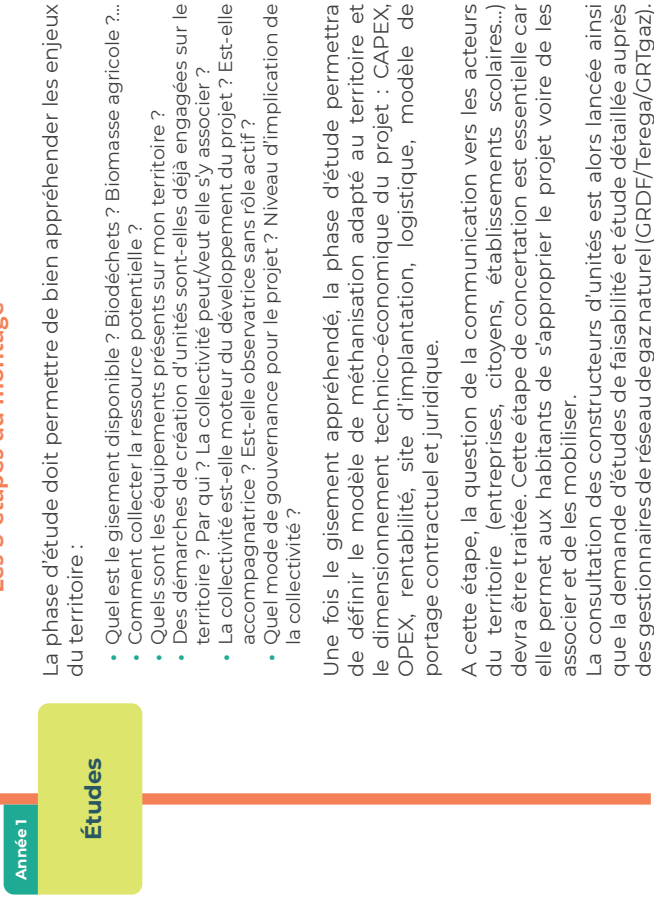 Les 5 étapes du montage
Année 1
Études
La phase d'étude doit permettre de bien appréhender les enjeux
du territoire :
• Quel est le gisement disponible ? Biodéchets ? Biomasse agricole ?...
• Comment collecter la ressource potentielle ?
• Quels sont les équipements présents sur mon territoire ?
• Des démarches de création d'unités sont-elles déjà engagées sur le
territoire ? Par qui ? La collectivité peut/veut elle s'y associer ?
• La collectivité est-elle moteur du développement du projet ? Est-elle
accompagnatrice ? Est-elle observatrice sans rôle actif ?
• Quel mode de gouvernance pour le projet ? Niveau d'implication de
la collectivité ?
Une fois le gisement appréhendé, la phase d'étude permettra
de définir le modèle de méthanisation adapté au territoire et
le dimensionnement technico-économique du projet : CAPEX,
OPEX, rentabilité, site d'implantation, logistique, modèle de
portage contractuel et juridique.
A cette étape, la question de la communication vers les acteurs
du territoire (entreprises, citoyens, établissements scolaires...)
devra être traitée. Cette étape de concertation est essentielle car
elle permet aux habitants de s'approprier le projet voire de les
associer et de les mobiliser.
La consultation des constructeurs d'unités est alors lancée ainsi
que la demande d'études de faisabilité et étude détaillée auprès
des gestionnaires de réseau de gaz naturel (GRDF/Terega/GRTgaz).